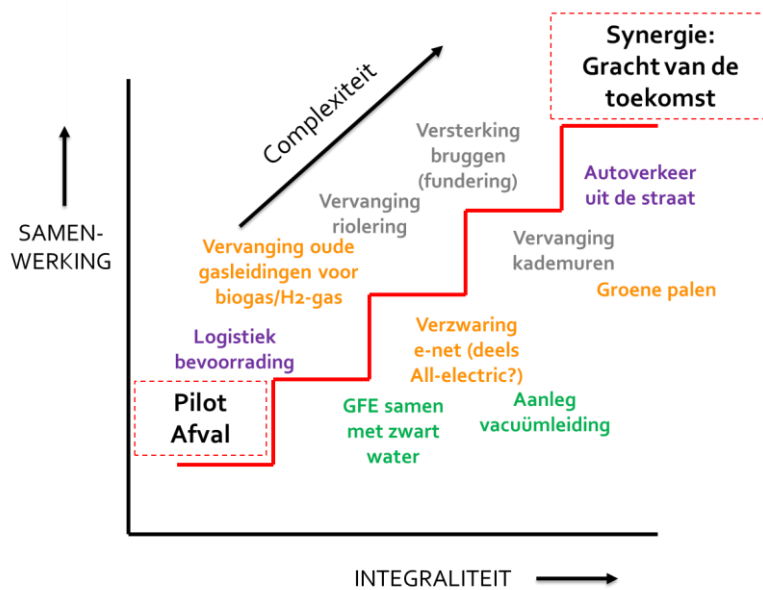 Synergie:
Gracht van de
toekomst
Complexiteit
Versterking
bruggen
(fundering)
Autoverkeer
uit de straat
Vervanging
riolering
SAMEN-
WERKING
Vervanging oude
gasleidingen voor
biogas/H2-gas
Vervanging
kademuren
Groene palen
Logistiek
bevoorrading
Verzwaring
e-net (deels
All-electric?)
Pilot
Afval
GFE samen
met zwart
water
Aanleg
vacuümleiding
INTEGRALITEIT